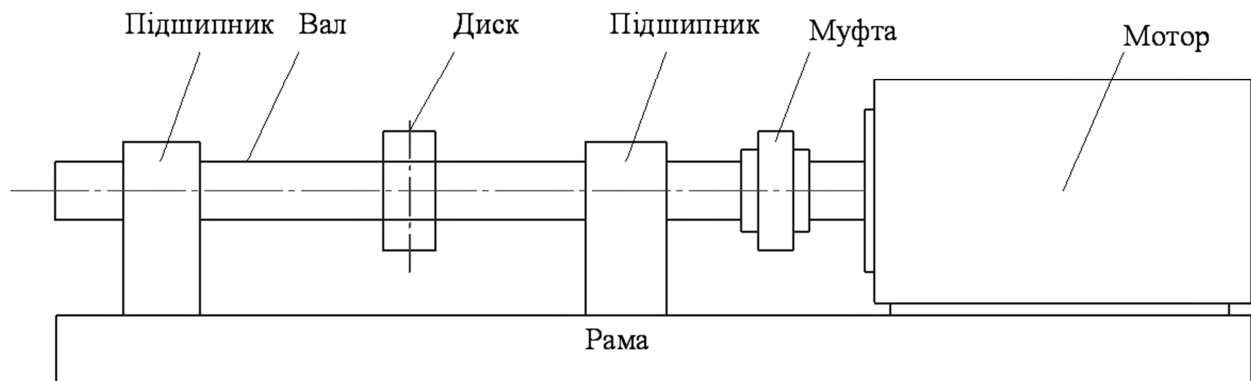 Підшипник
Вал
Диск
Підшипник
Муфта
Мотор
Рама